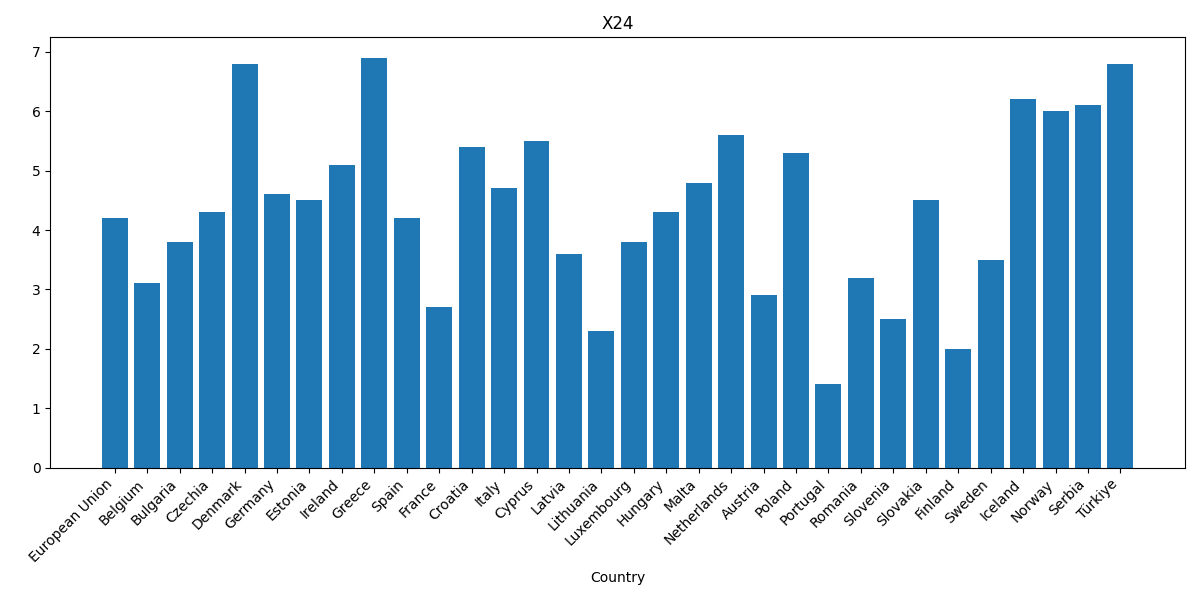 X24
7
6
5
4
3
2
1
0
European Union
Belgium
Bulgaria
Czechia
Denmark
Germany
Estonia
Ireland
Greece
Spain
France
Croatia
Italy
Cyprus
Latvia
Lithuania
Luxembourg
Hungary
Malta
Netherlands
Austria
Poland
Portugal
Romania
Slovenia
Slovakia
Finland
Sweden
Iceland
Norway
Serbia
Türkiye
Country